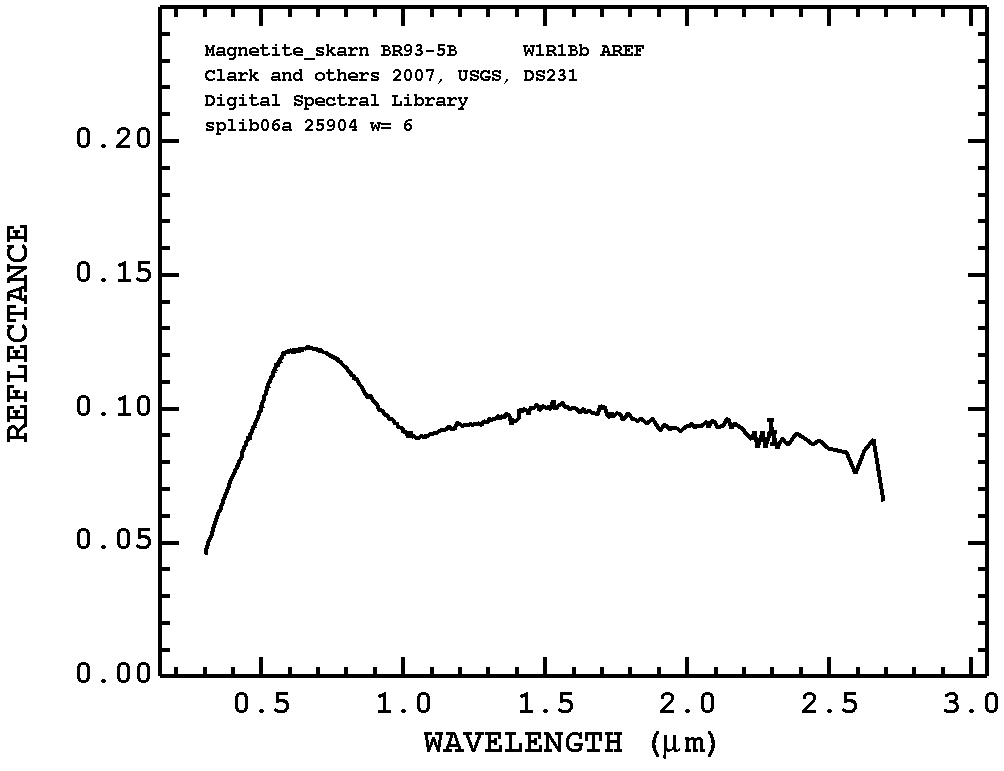 Magnetite_skarn BR93-5B W1R1Bb AREF
Clark and others 2007, USGS, DS231
Digital Spectral Library
splib06a 25904 w= 6
REFLECTANCE
0.20
0.15
0.10
0.05
0.00
0.5 1.0 1.5 2.0 2.5 3.0
WAVELENGTH (μm)